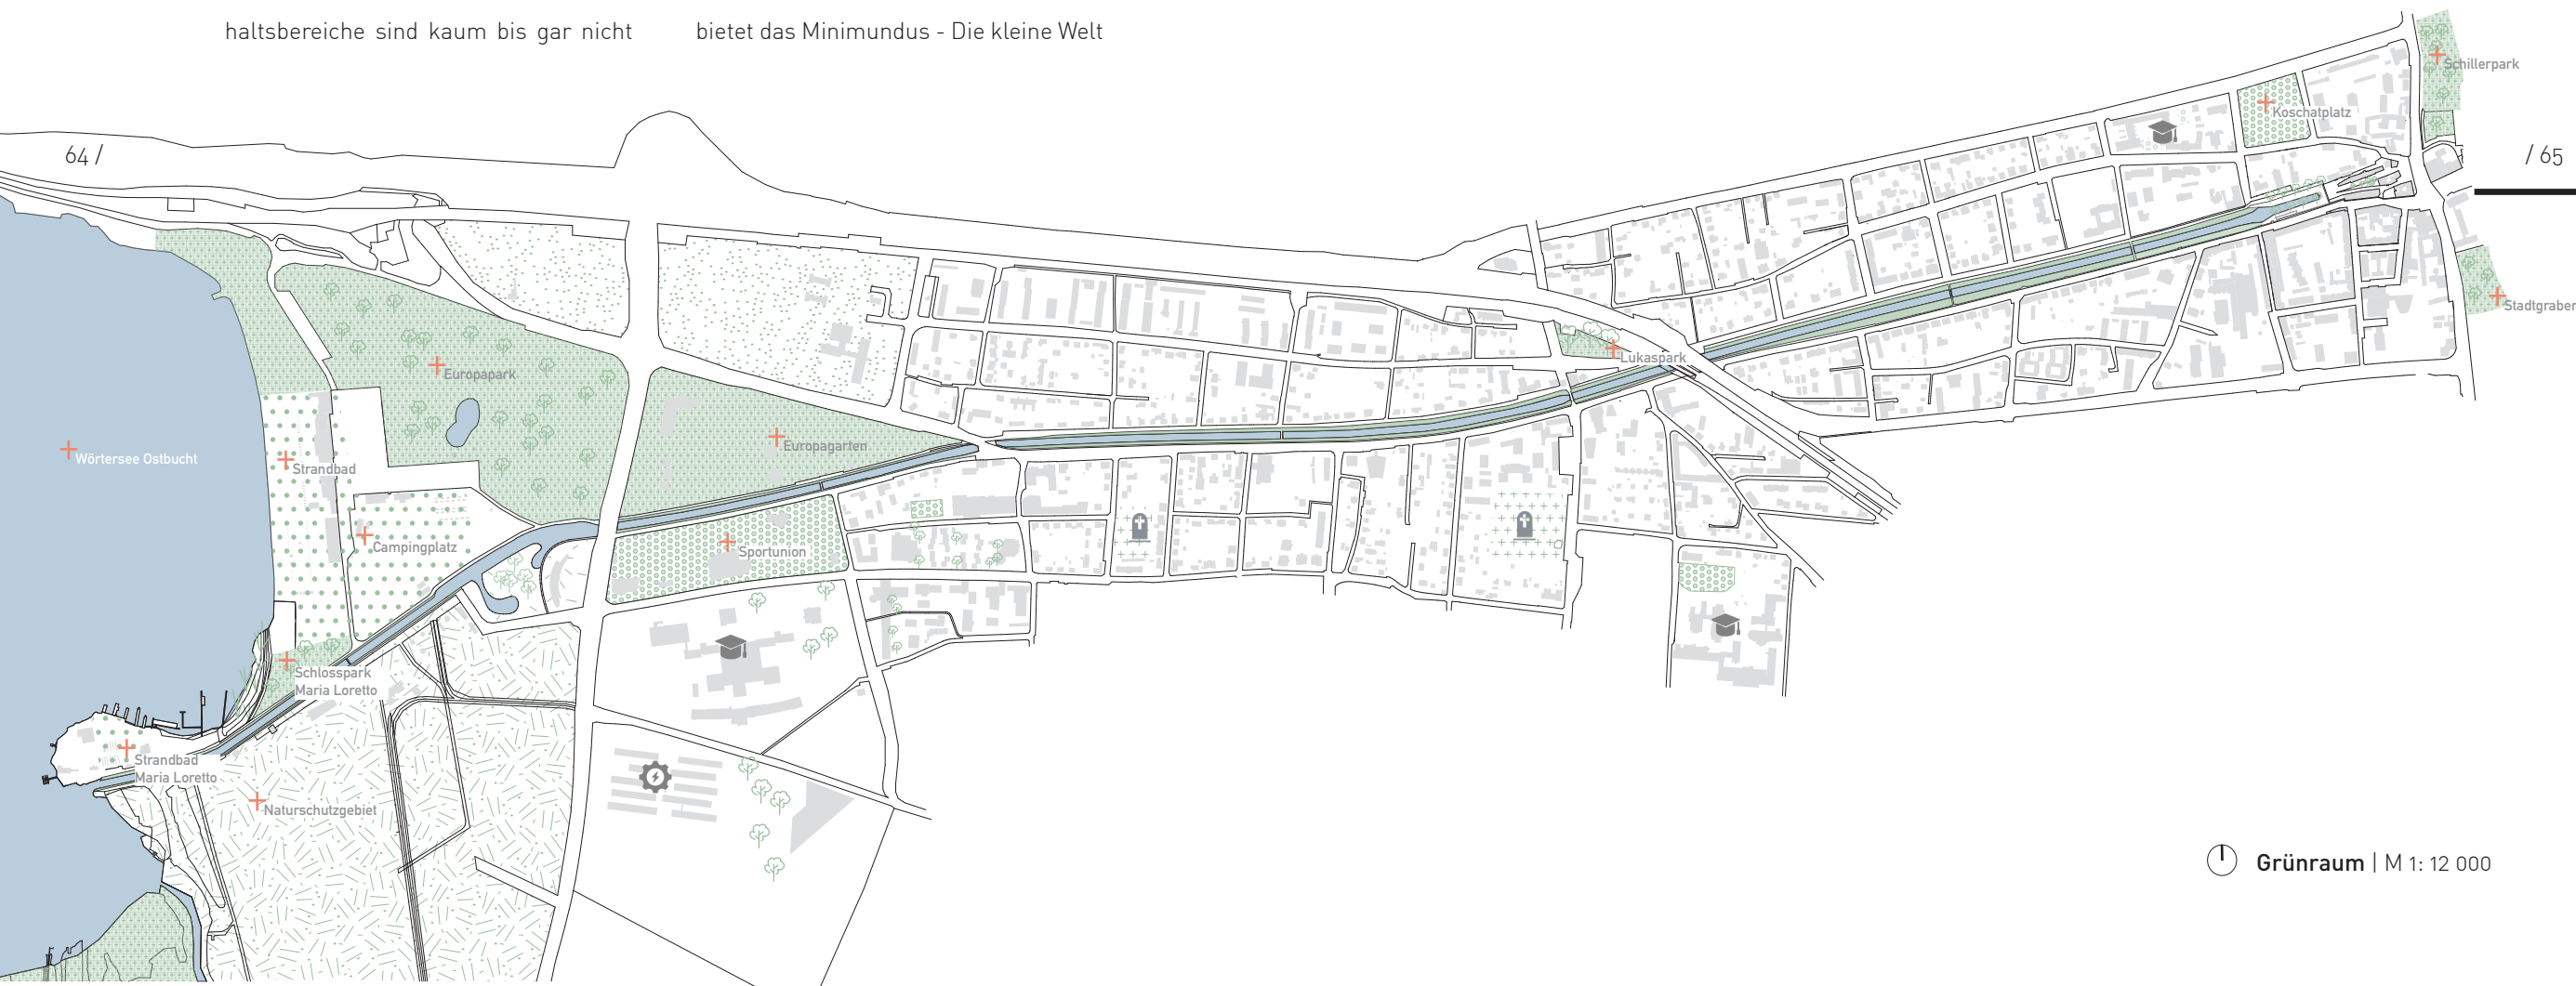 haltsbereiche sind kaum bis gar nicht
bietet das Minimundus - Die kleine Welt
64 /
/ 65
Schillerpark
Koschatplatz
Stadtgraben
Lukaspark
Europapark
Europagarten
Wörtersee Ostbucht
Strandbad
Campingplatz
Sportunion
Schlosspark
Maria Loretto
Strandbad
Maria Loretto
Naturschutzgebiet
Grünraum | M 1: 12 000